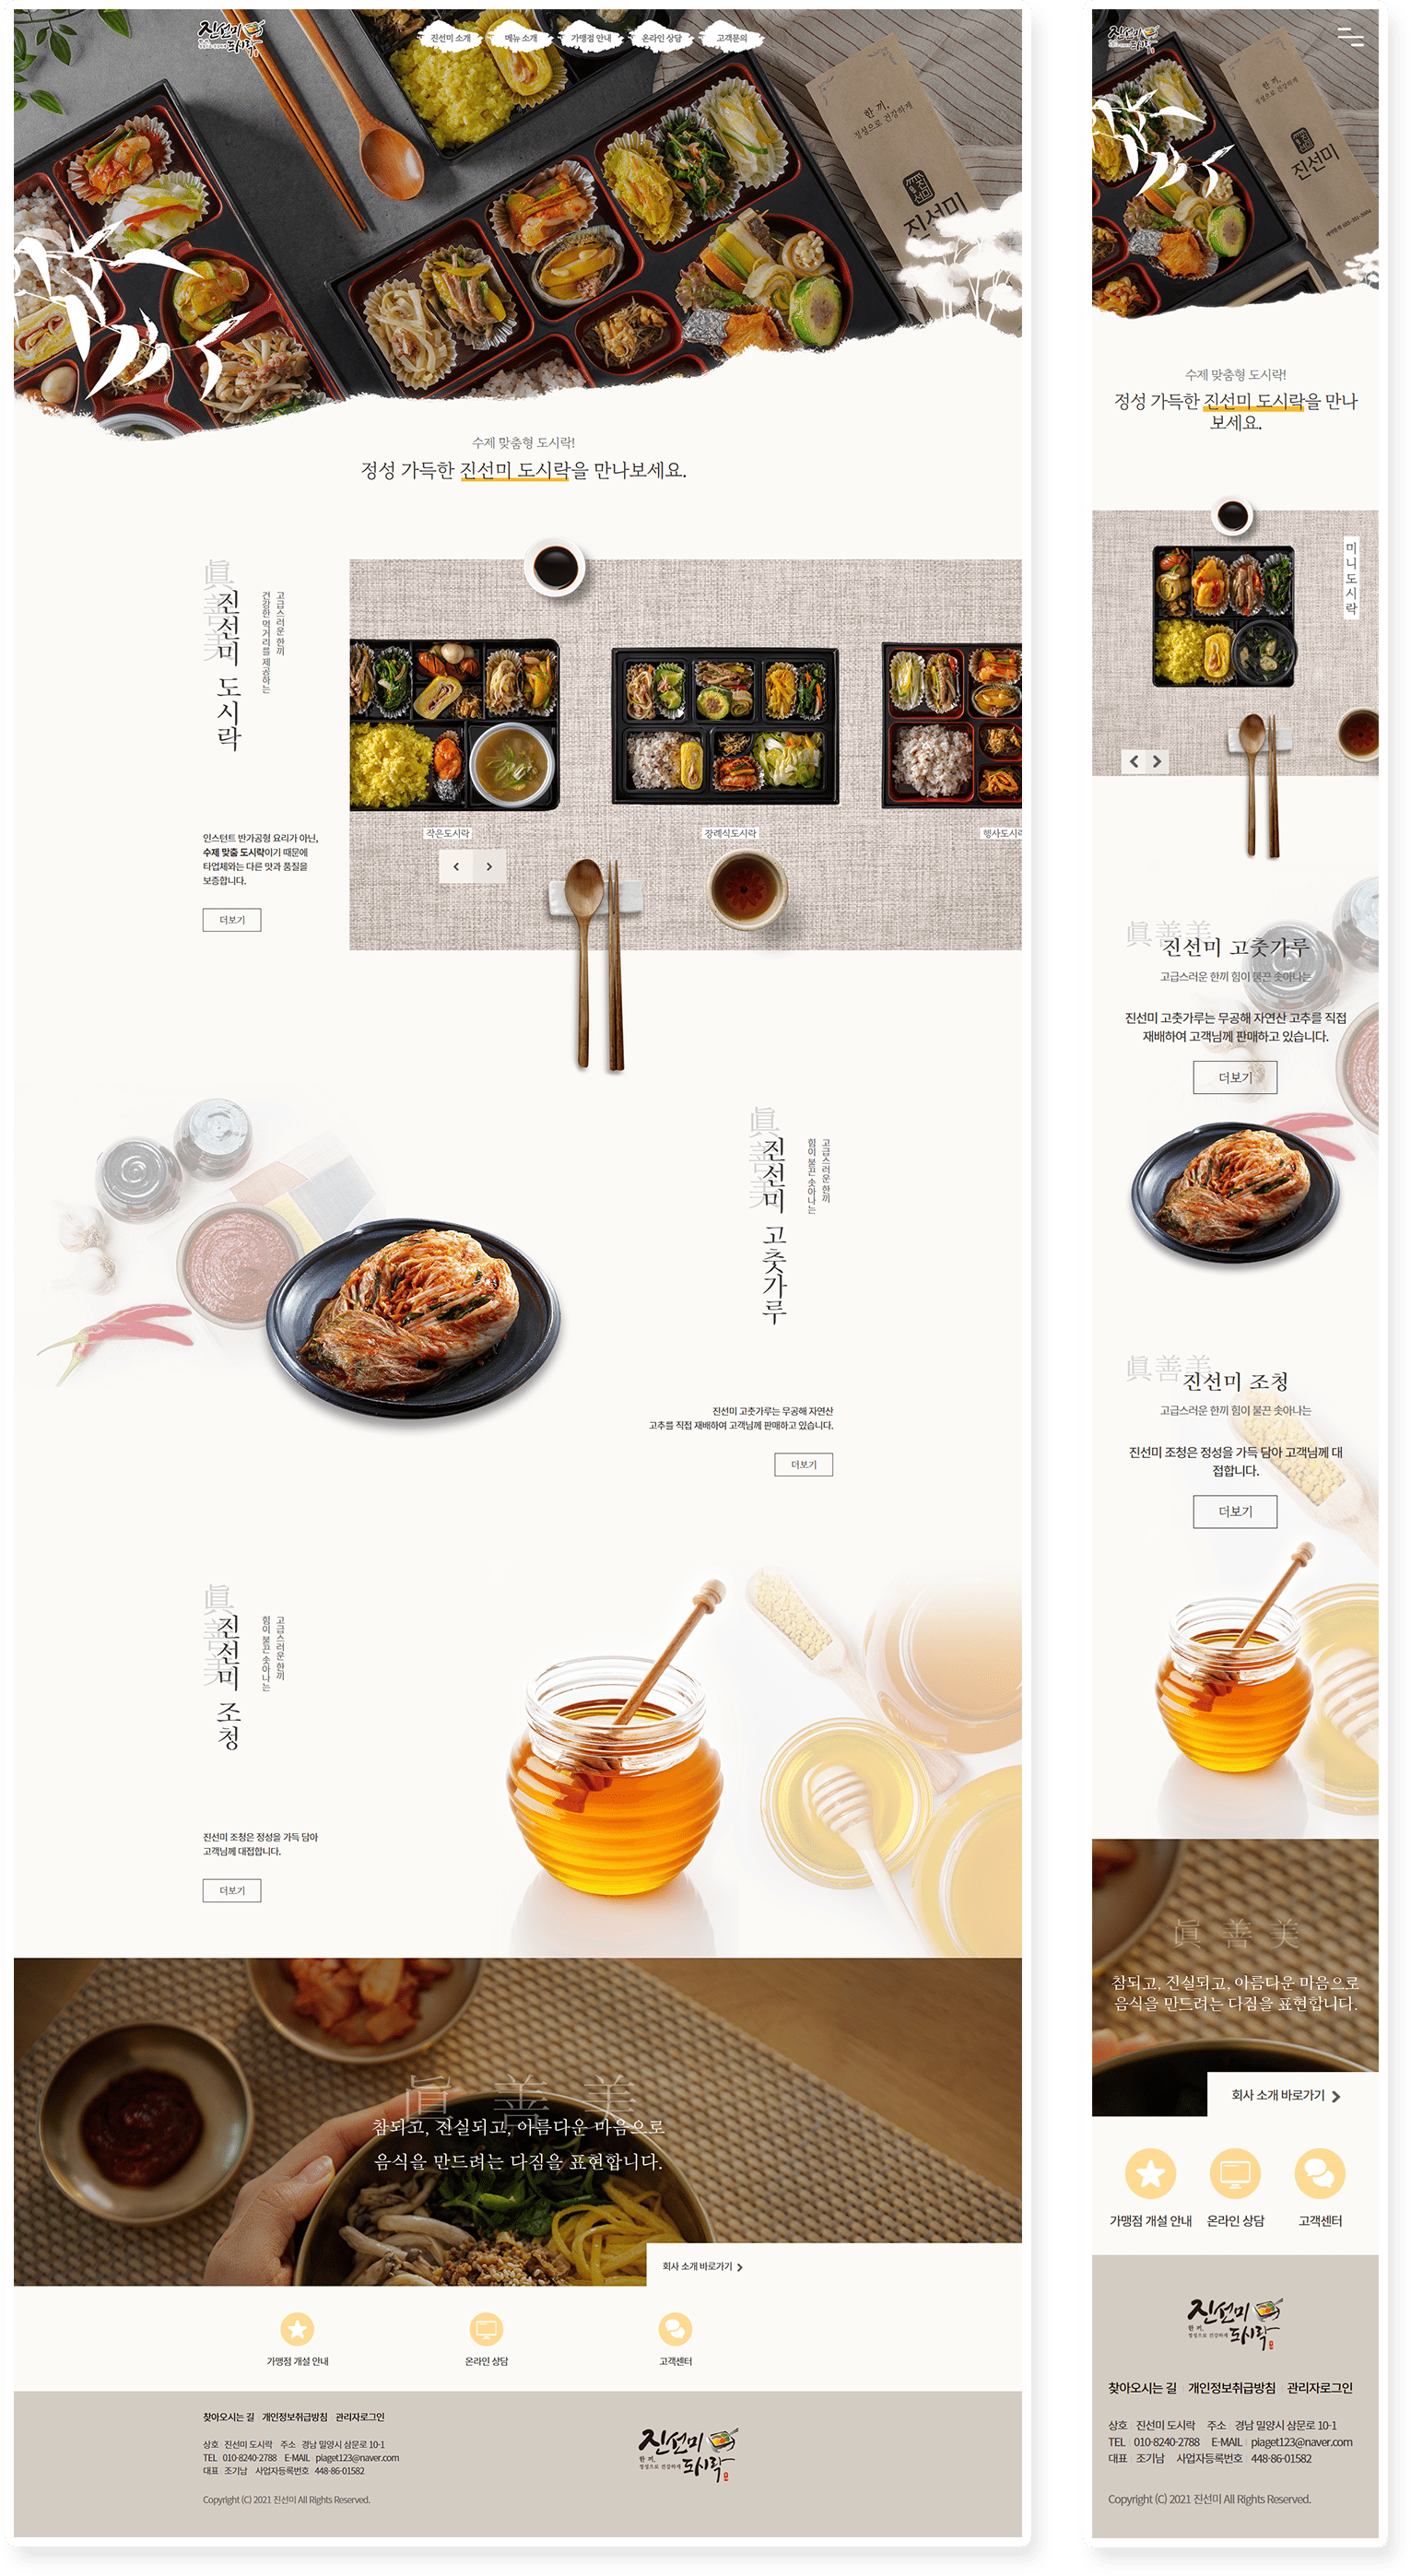 진선미
도시락
진선미 소개
메뉴 소개
가맹점 안내
온라인 상담
고객문의
한 끼,
정성으로 건강하게
진선미
수제 맞춤형 도시락!
정성 가득한 진선미 도시락을 만나보세요.
眞善美
진선미 도시락
고급스러운 한끼
건강한 먹거리를 제공하는
인스턴트 반가공형 요리가 아닌,
수제 맞춤 도시락이기 때문에
타업체와는 다른 맛과 품질을
보증합니다.
더보기
작은도시락
장례식도시락
행사도시락
眞善美
진선미 고춧가루
고급스러운 한끼
힘이 불끈 솟아나는
진선미 고춧가루는 무공해 자연산
고추를 직접 재배하여 고객님께 판매하고 있습니다.
더보기
眞善美
진선미 조청
고급스러운 한끼
힘이 불끈 솟아나는
진선미 조청은 정성을 가득 담아
고객님께 대접합니다.
더보기
眞 善 美
참되고, 진실되고, 아름다운 마음으로
음식을 만드려는 다짐을 표현합니다.
회사 소개 바로가기
가맹점 개설 안내
온라인 상담
고객센터
찾아오시는 길 개인정보취급방침 관리자로그인
상호 진선미 도시락 주소 경남 밀양시 삼문로 10-1
TEL 010-8240-2788 E-MAIL piaget123@naver.com
대표 조기남 사업자등록번호 448-86-01582
Copyright (C) 2021 진선미 All Rights Reserved.
진선미
한 끼,
정성으로 건강하게 도시락
진선미
도시락
한 끼,
정성으로 건강하게
진선미
수제 맞춤형 도시락!
정성 가득한 진선미 도시락을 만나
보세요.
미니도시락
眞善美
진선미 고춧가루
고급스러운 한끼 힘이 불끈 솟아나는
진선미 고춧가루는 무공해 자연산 고추를 직접
재배하여 고객님께 판매하고 있습니다.
더보기
眞善美
진선미 조청
고급스러운 한끼 힘이 불끈 솟아나는
진선미 조청은 정성을 가득 담아 고객님께 대
접합니다.
더보기
眞 善 美
참되고, 진실되고, 아름다운 마음으로
음식을 만드려는 다짐을 표현합니다.
회사 소개 바로가기
가맹점 개설 안내
온라인 상담
고객센터
진선미
한 끼,
정성으로 건강하게 도시락
찾아오시는 길 개인정보취급방침 관리자로그인
상호 진선미 도시락 주소 경남 밀양시 삼문로 10-1
TEL 010-8240-2788 E-MAIL piaget123@naver.com
대표 조기남 사업자등록번호 448-86-01582
Copyright (C) 2021 진선미 All Rights Reserved.